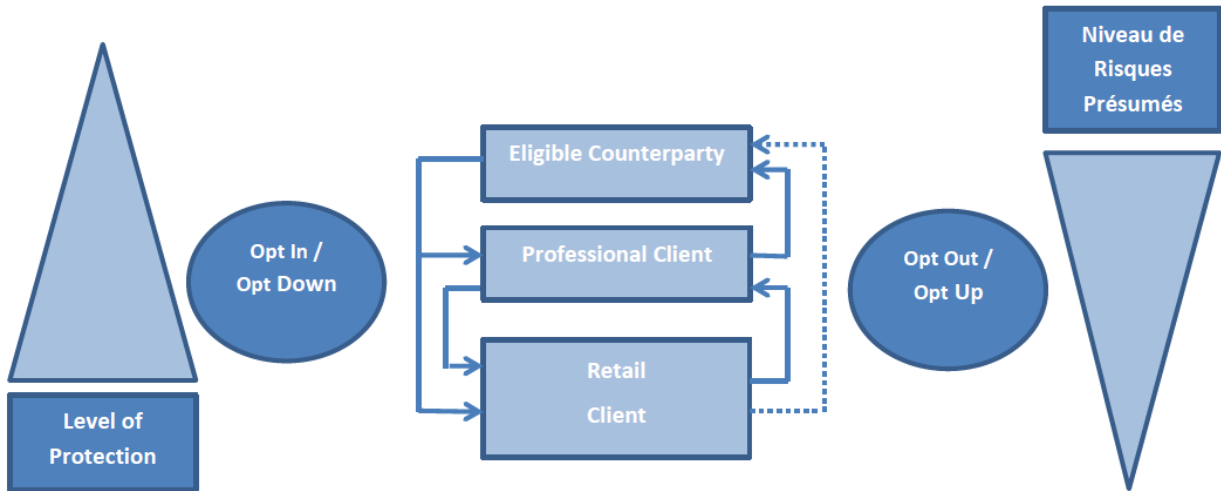 Niveau de
Risques
Présumés
Eligible Counterparty
Opt In /
Opt Down
Professional Client
Opt Out /
Opt Up
Retail
Client
Level of
Protection